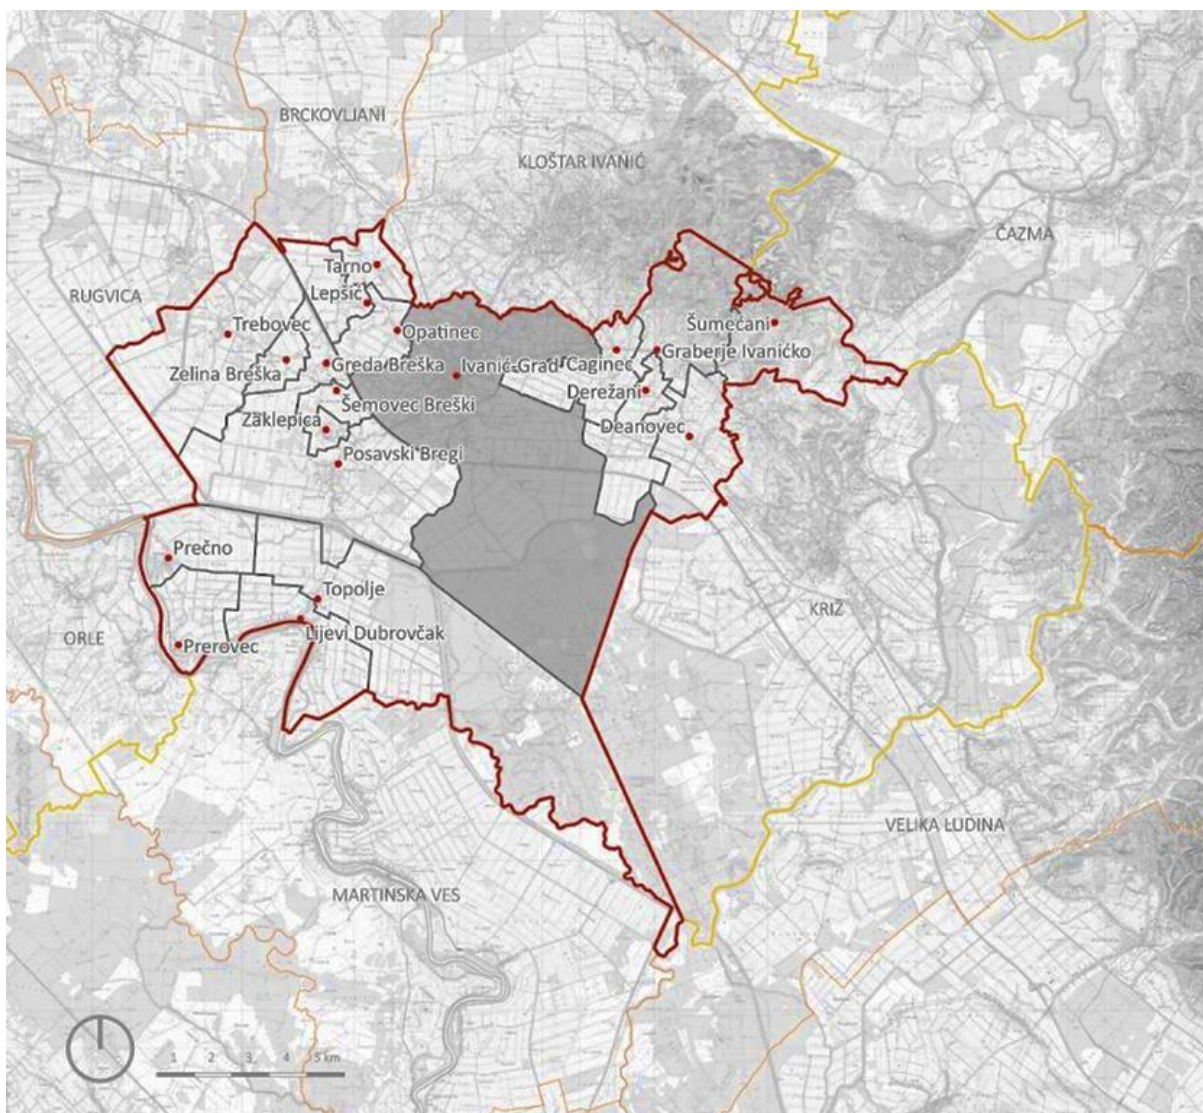 BRCKOVLJANI
KLOŠTAR IVANIĆ
ČAZMA
Tarno
RUGVICA
Lepšić
Trebovec
Opatinec
Šumećani
Graberje Ivanićko
Zelina Breška
Greda Breška
Ivanić-Grad
Caginec
Šemovec Breški
Derežani
Zaklepica
Deanovec
Posavski Bregi
Prečno
Topolje
ORLE
Prerovec
Lijevi Dubrovčak
KRIŽ
VELIKA LUDINA
MARTINSKA VES
1 2 3 4 5 km